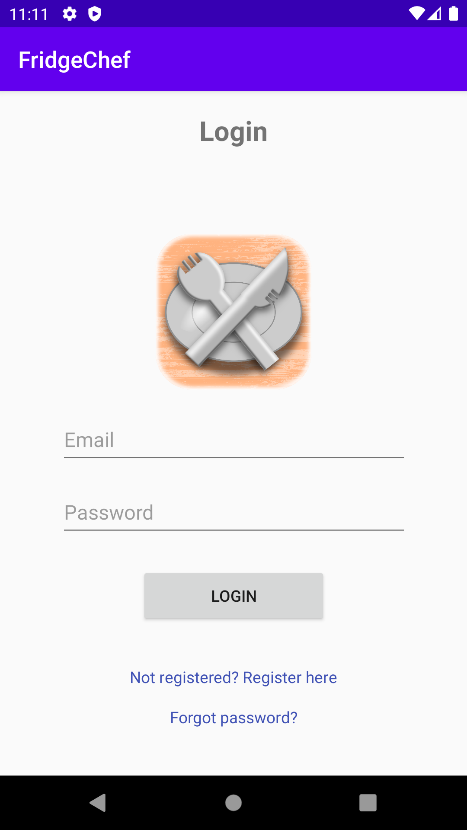 11:11
FridgeChef
Login
Email
Password
LOGIN
Not registered? Register here
Forgot password?